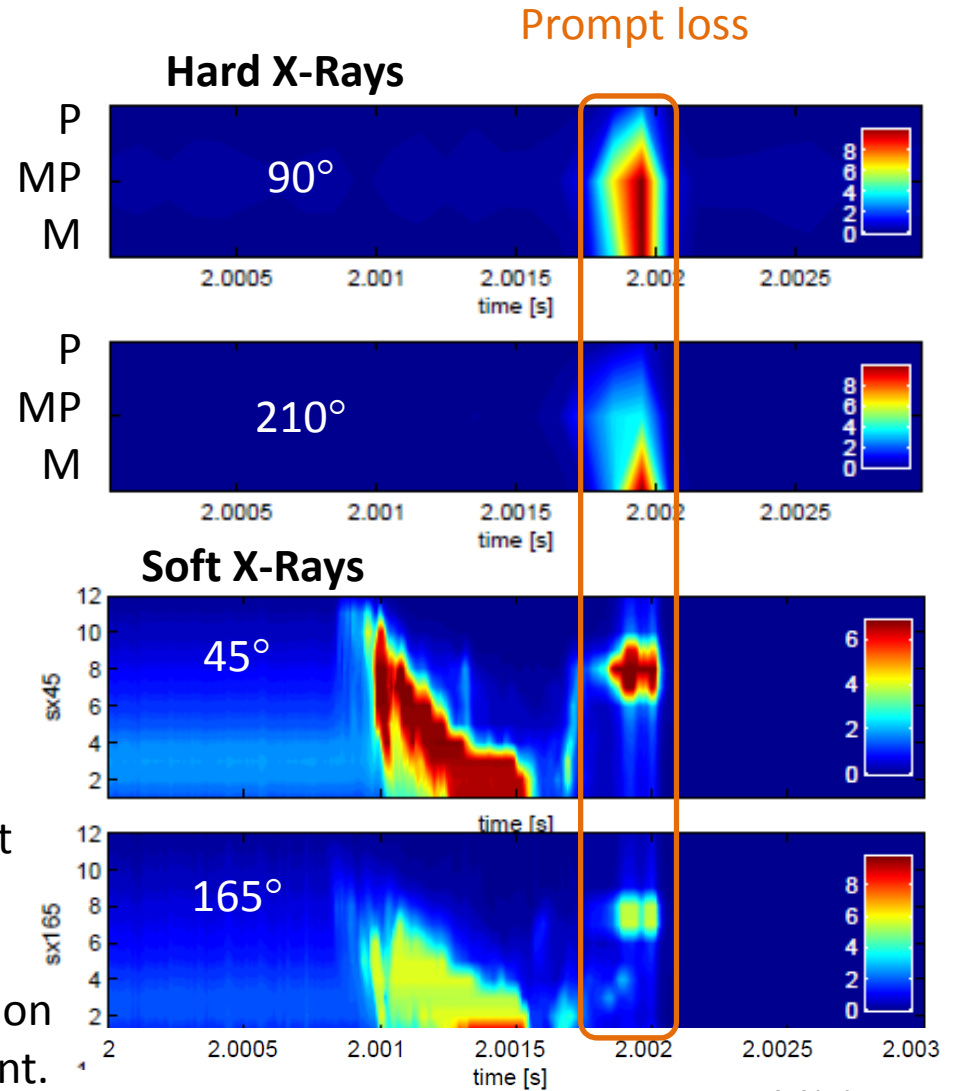 Prompt loss
Hard X-Rays
P
MP
M
90°
8
6
4
2
0
2.0005 2.001 2.0015 2.002 2.0025
time [s]
P
MP
M
210°
8
6
4
2
0
2.0005 2.001 2.0015 2.002 2.0025
time [s]
Soft X-Rays
12
10
8
6
4
2
sx45
45°
6
4
2
0
time [s]
t
12
10
8
6
4
2
sx165
165°
8
6
4
2
0
on
nt.
2 2.0005 2.001 2.0015 2.002 2.0025 2.003
time [s]